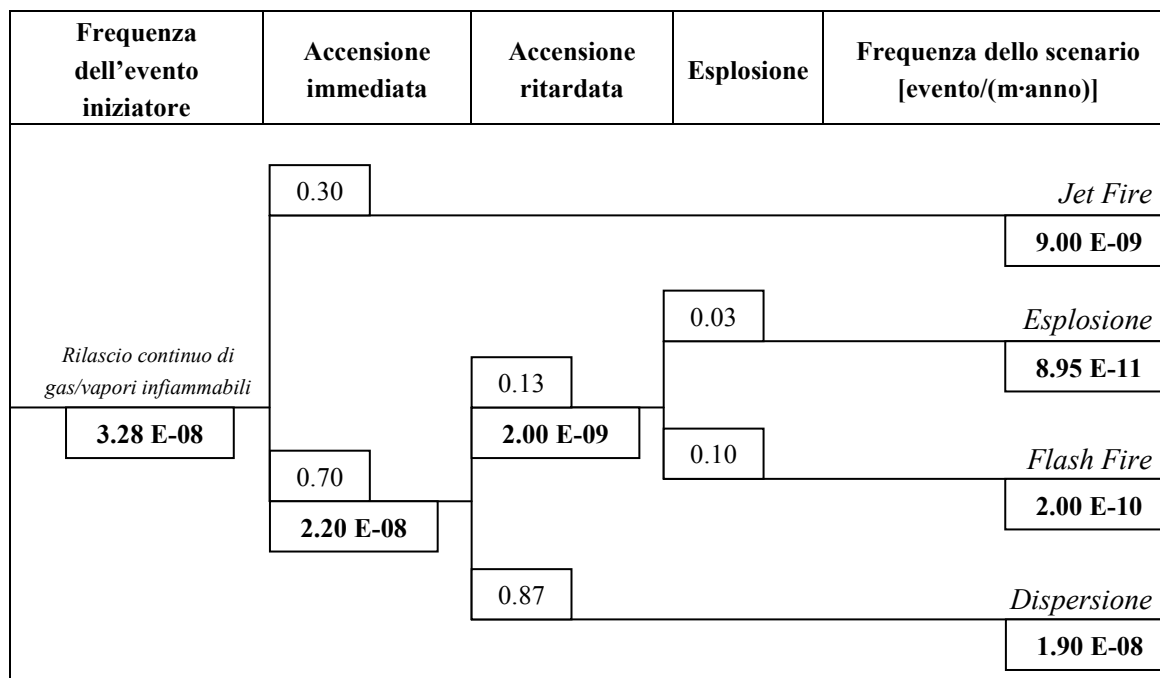 Frequenza
dell'evento
iniziatore
Accensione
immediata
Accensione
ritardata
Esplosione
Frequenza dello scenario
[evento/(m·anno)]
0.30
Jet Fire
9.00 E-09
0.03
Esplosione
8.95 E-11
Rilascio continuo di
gas/vapori infiammabili
3.28 E-08
0.13
2.00 E-09
0.10
Flash Fire
2.00 E-10
0.70
2.20 E-08
0.87
Dispersione
1.90 E-08